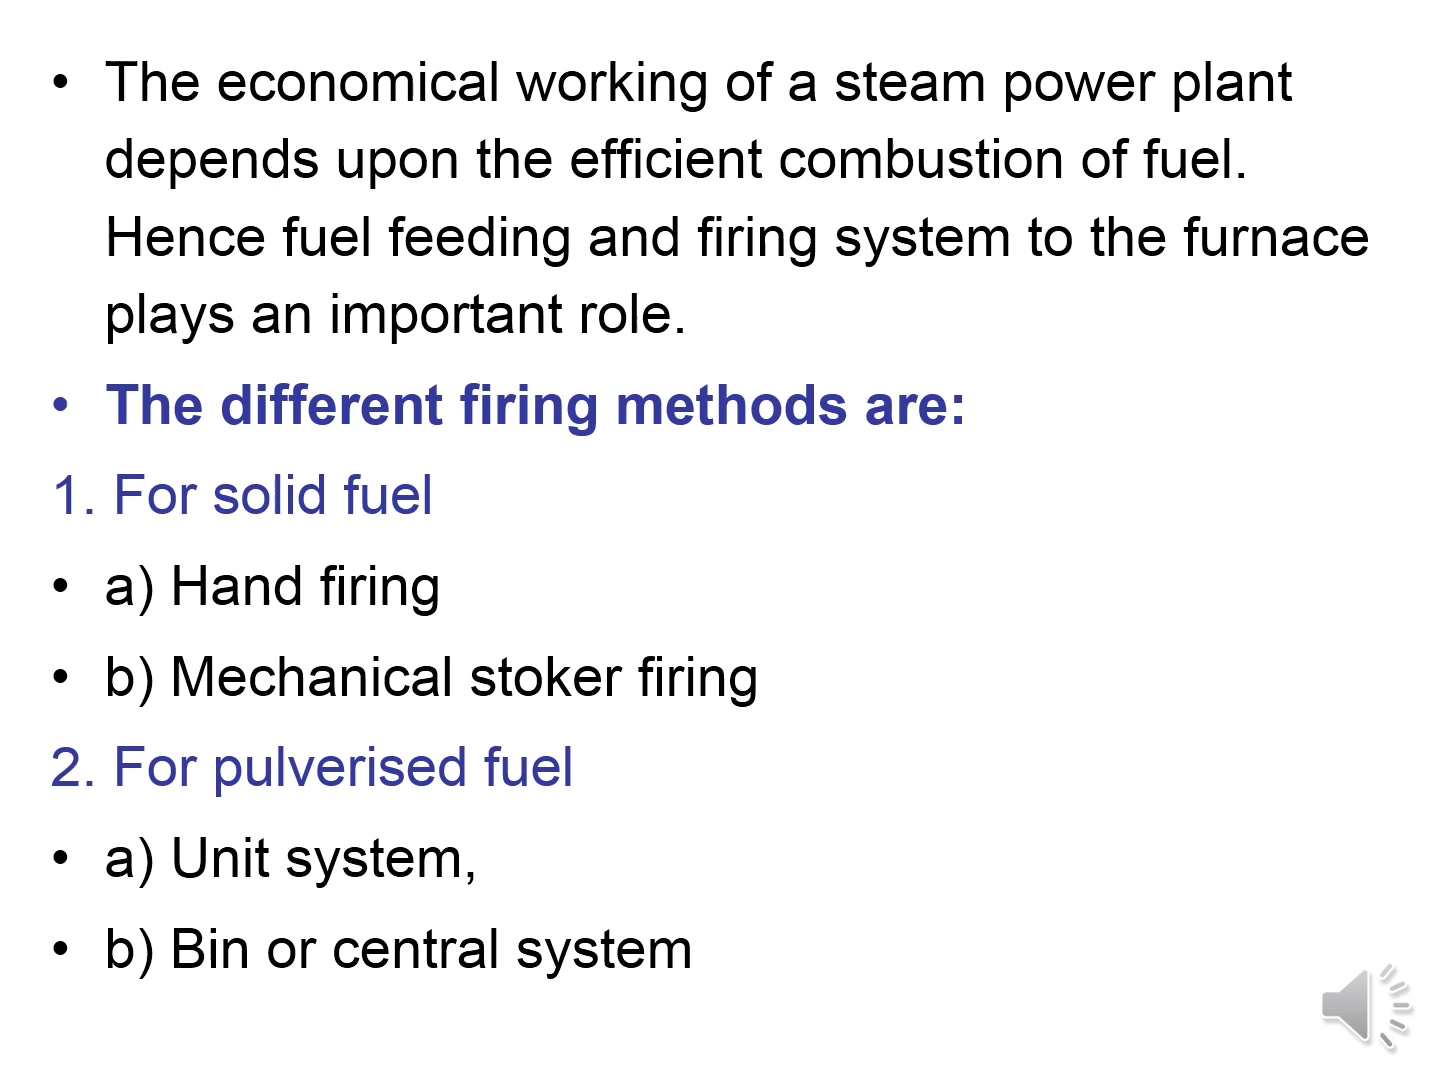 • The economical working of a steam power plant
depends upon the efficient combustion of fuel.
Hence fuel feeding and firing system to the furnace
plays an important role.
• The different firing methods are:
1. For solid fuel
• a) Hand firing
• b) Mechanical stoker firing
2. For pulverised fuel
• a) Unit system,
• b) Bin or central system